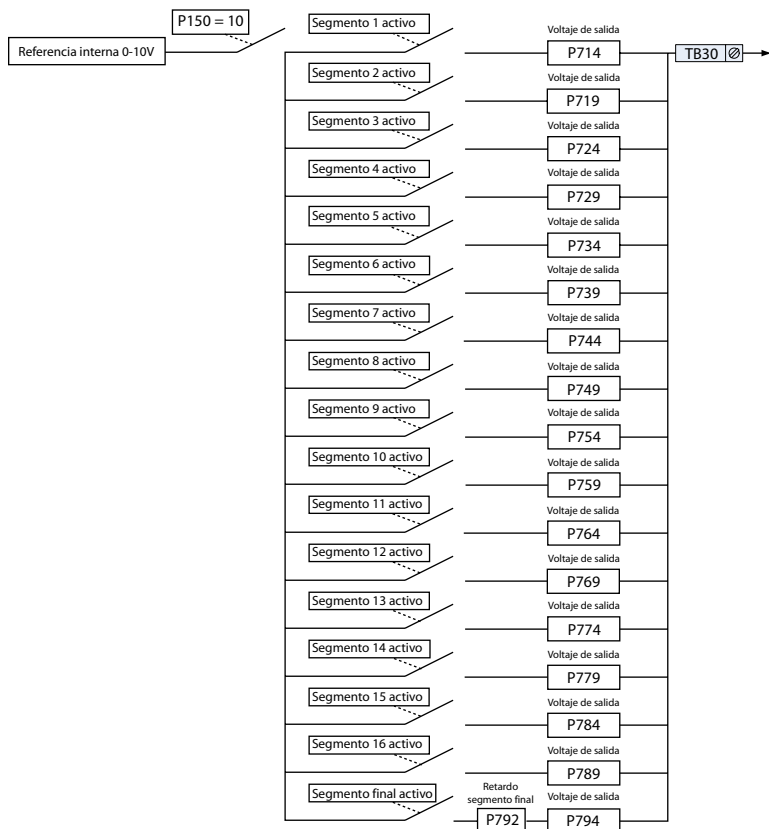 P150 = 10
Referencia interna 0-10V
Segmento 1 activo
Voltaje de salida
P714
TB30
Segmento 2 activo
Voltaje de salida
P719
Segmento 3 activo
Voltaje de salida
P724
Segmento 4 activo
Voltaje de salida
P729
Segmento 5 activo
Voltaje de salida
P734
Segmento 6 activo
Voltaje de salida
P739
Segmento 7 activo
Voltaje de salida
P744
Segmento 8 activo
Voltaje de salida
P749
Segmento 9 activo
Voltaje de salida
P754
Segmento 10 activo
Voltaje de salida
P759
Segmento 11 activo
Voltaje de salida
P764
Segmento 12 activo
Voltaje de salida
P769
Segmento 13 activo
Voltaje de salida
P774
Segmento 14 activo
Voltaje de salida
P779
Segmento 15 activo
Voltaje de salida
P784
Segmento 16 activo
Voltaje de salida
P789
Segmento final activo
Retardo
segmento final
P792
Voltaje de salida
P794